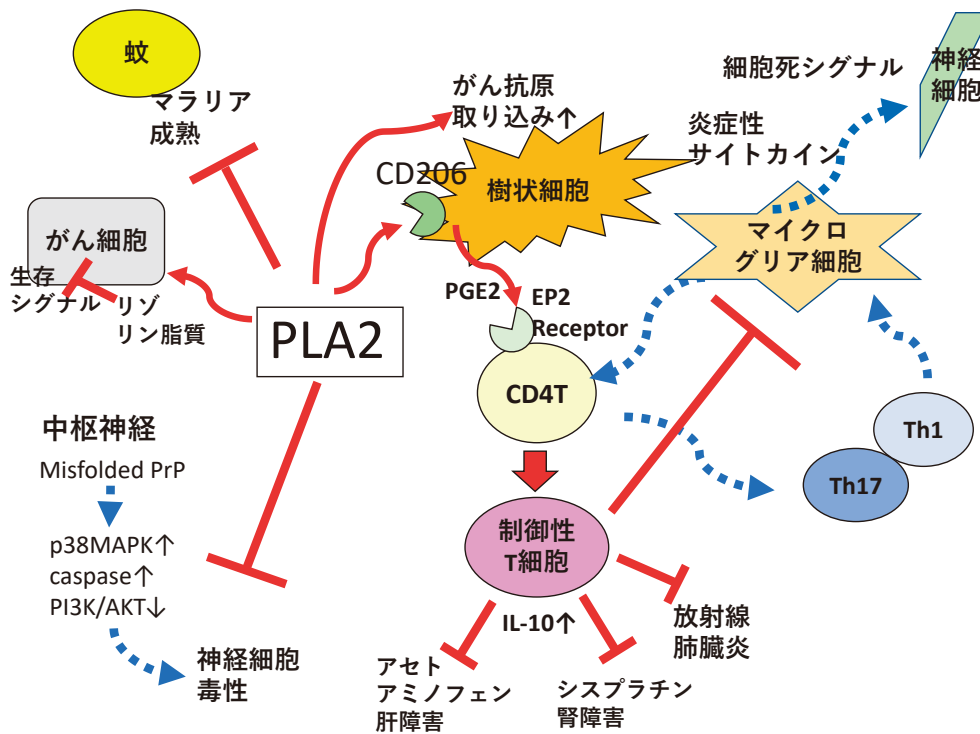 蚊
マラリア
成熟
がん抗原
取り込み↑
CD206
樹状細胞
細胞死シグナル
神経
細胞
炎症性
サイトカイン
マイクロ
グリア細胞
がん細胞
生存
シグナル
リゾ
リン脂質
PLA2
PGE2
EP2
Receptor
CD4T
Th1
Th17
中枢神経
Misfolded PrP
p38MAPK↑
caspase↑
PI3K/AKT↓
神経細胞
毒性
制御性
T細胞
IL-10↑
放射線
肺臓炎
アセト
アミノフェン
肝障害
シスプラチン
腎障害